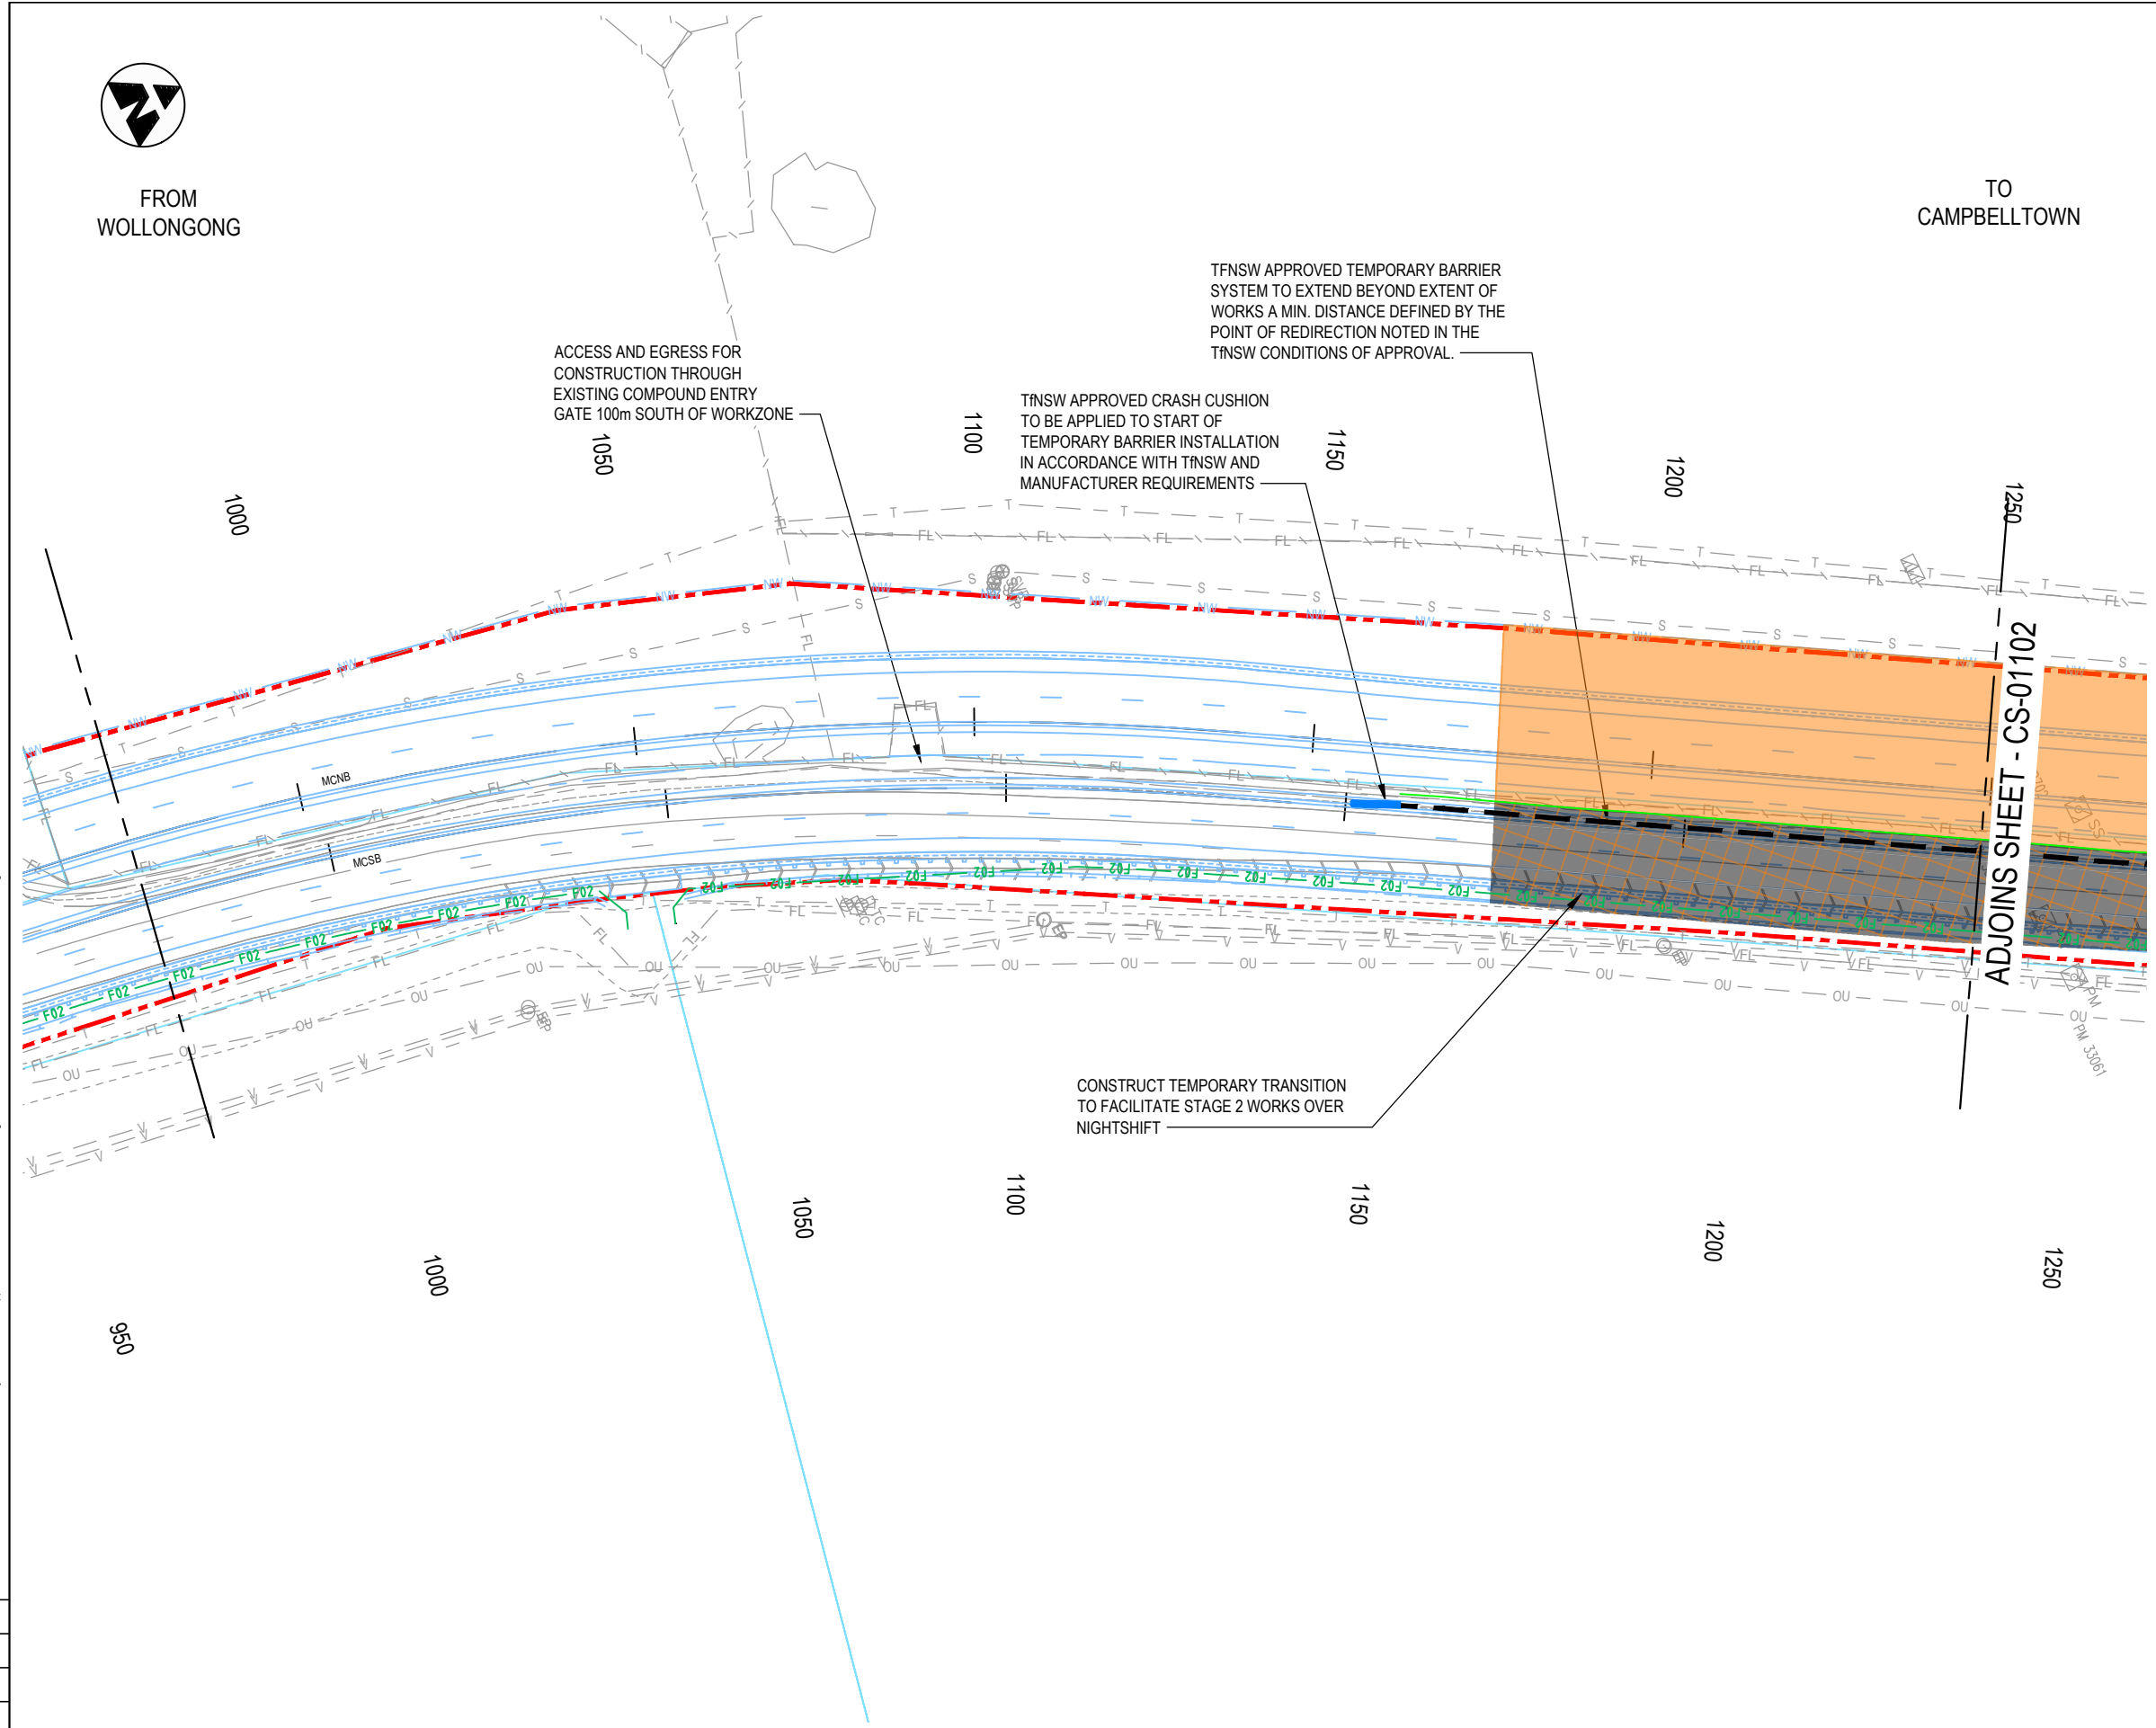 FROM
WOLLONGONG
TO
CAMPBELLTOWN
TFNSW APPROVED TEMPORARY BARRIER
SYSTEM TO EXTEND BEYOND EXTENT OF
WORKS A MIN. DISTANCE DEFINED BY THE
POINT OF REDIRECTION NOTED IN THE
TfNSW CONDITIONS OF APPROVAL.
ACCESS AND EGRESS FOR
CONSTRUCTION THROUGH
EXISTING COMPOUND ENTRY
GATE 100m SOUTH OF WORKZONE
TfNSW APPROVED CRASH CUSHION
TO BE APPLIED TO START OF
TEMPORARY BARRIER INSTALLATION
IN ACCORDANCE WITH TfNSW AND
MANUFACTURER REQUIREMENTS
1000
1050
1100
1150
1200
1250
MCNB
MCSB
ADJOINS SHEET - CS-01102
PM
PM 33061
CONSTRUCT TEMPORARY TRANSITION
TO FACILITATE STAGE 2 WORKS OVER
NIGHTSHIFT
950
1000
1050
1100
1150
1200
1250